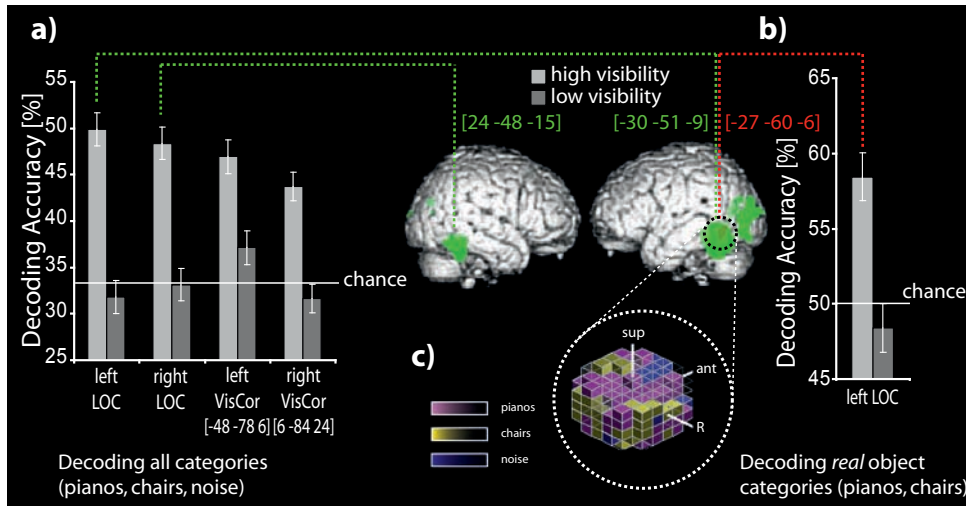 a)
b)
55
50
45
40
35
30
25
Decoding Accuracy [%]
high visibility
low visibility
[24 -48 -15]
[-30 -51 -9]
[-27 -60 -6]
chance
left LOC
right LOC
left VisCor [-48 -78 6]
right VisCor [6 -84 24]
Decoding all categories
(pianos, chairs, noise)
c)
sup
ant
R
pianos
chairs
noise
65
60
55
50
45
Decoding Accuracy [%]
chance
left LOC
Decoding real object
categories (pianos, chairs)